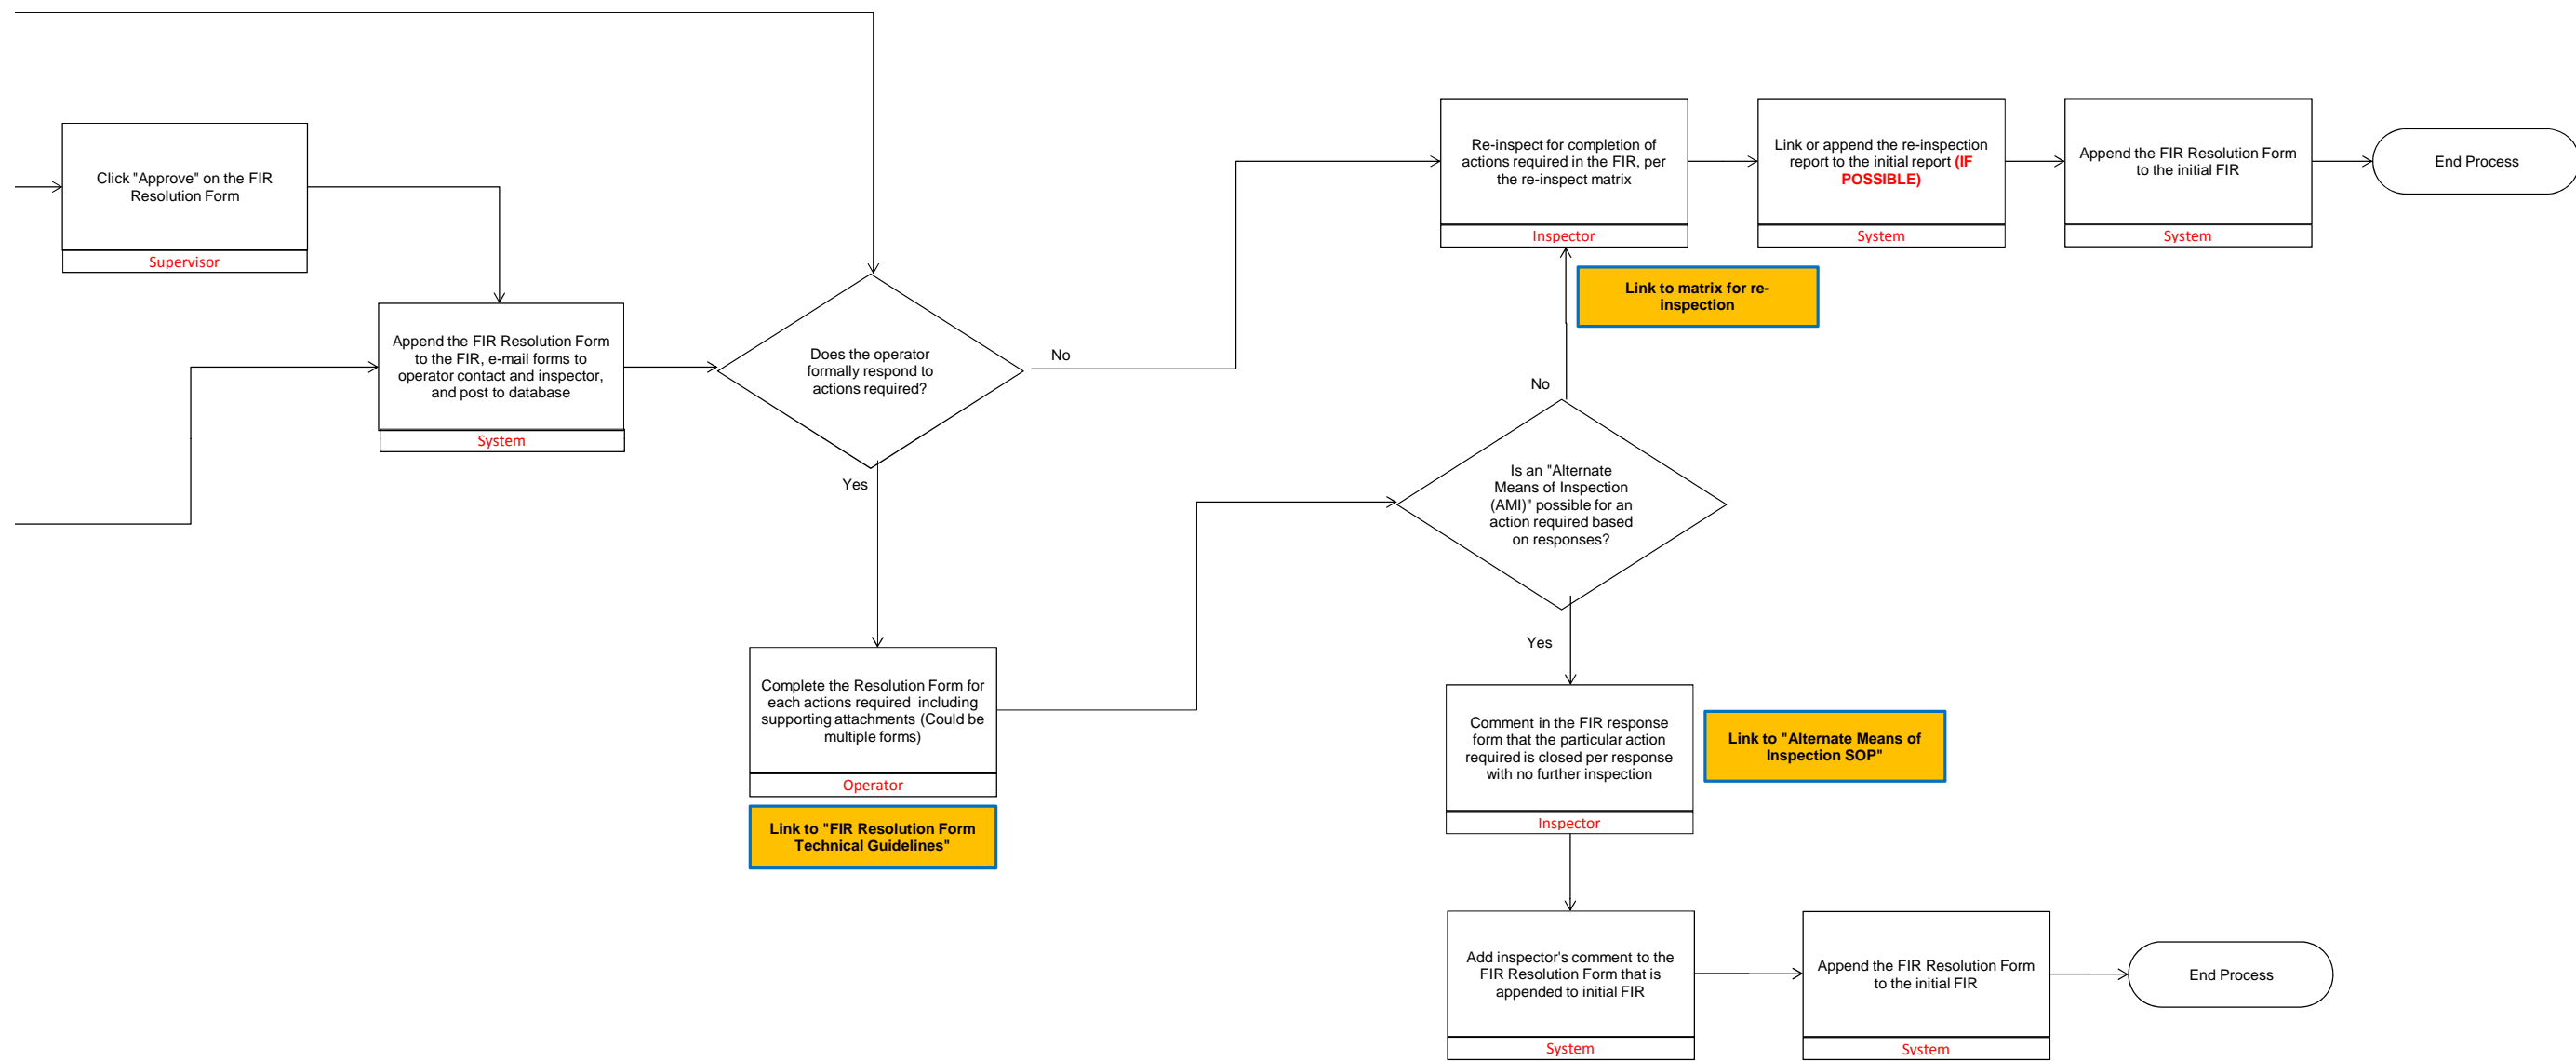 Click "Approve" on the FIR
Resolution Form
Supervisor
Append the FIR Resolution Form
to the FIR, e-mail forms to
operator contact and inspector,
and post to database
System
Does the operator
formally respond to
actions required?
No
Yes
Complete the Resolution Form for
each actions required including
supporting attachments (Could be
multiple forms)
Operator
Link to "FIR Resolution Form
Technical Guidelines"
Re-inspect for completion of
actions required in the FIR, per
the re-inspect matrix
Inspector
Link to matrix for re-
inspection
Link or append the re-inspection
report to the initial report (IF
POSSIBLE)
System
Append the FIR Resolution Form
to the initial FIR
System
End Process
No
Is an "Alternate
Means of Inspection
(AMI)" possible for an
action required based
on responses?
Yes
Comment in the FIR response
form that the particular action
required is closed per response
with no further inspection
Inspector
Link to "Alternate Means of
Inspection SOP"
Add inspector's comment to the
FIR Resolution Form that is
appended to initial FIR
System
Append the FIR Resolution Form
to the initial FIR
System
End Process